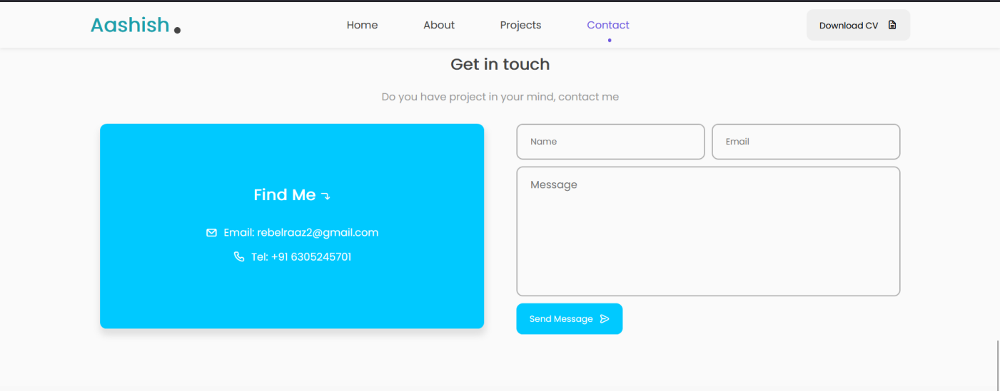 Aashish
Home About Projects Contact Download CV
Get in touch
Do you have project in your mind, contact me
Find Me
Email: rebelraaz2@gmail.com
Tel: +91 6305245701
Name Email
Message
Send Message